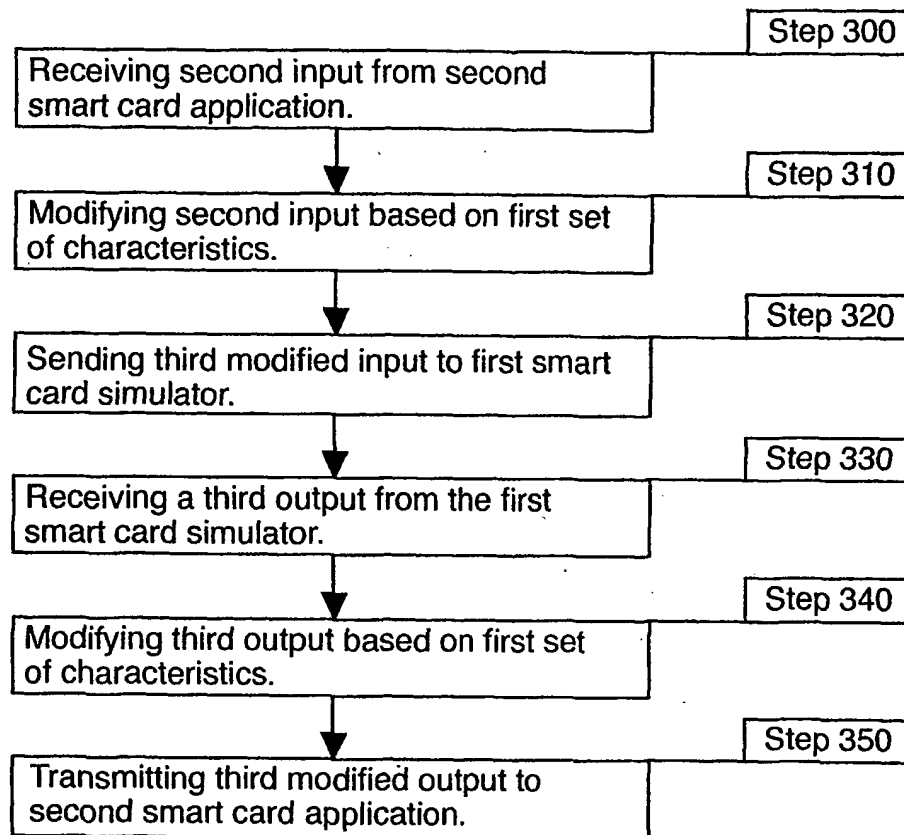 Step 300
Receiving second input from second
smart card application.
Step 310
Modifying second input based on first set
of characteristics.
Step 320
Sending third modified input to first smart
card simulator.
Step 330
Receiving a third output from the first
smart card simulator.
Step 340
Modifying third output based on first set
of characteristics.
Step 350
Transmitting third modified output to
second smart card application.